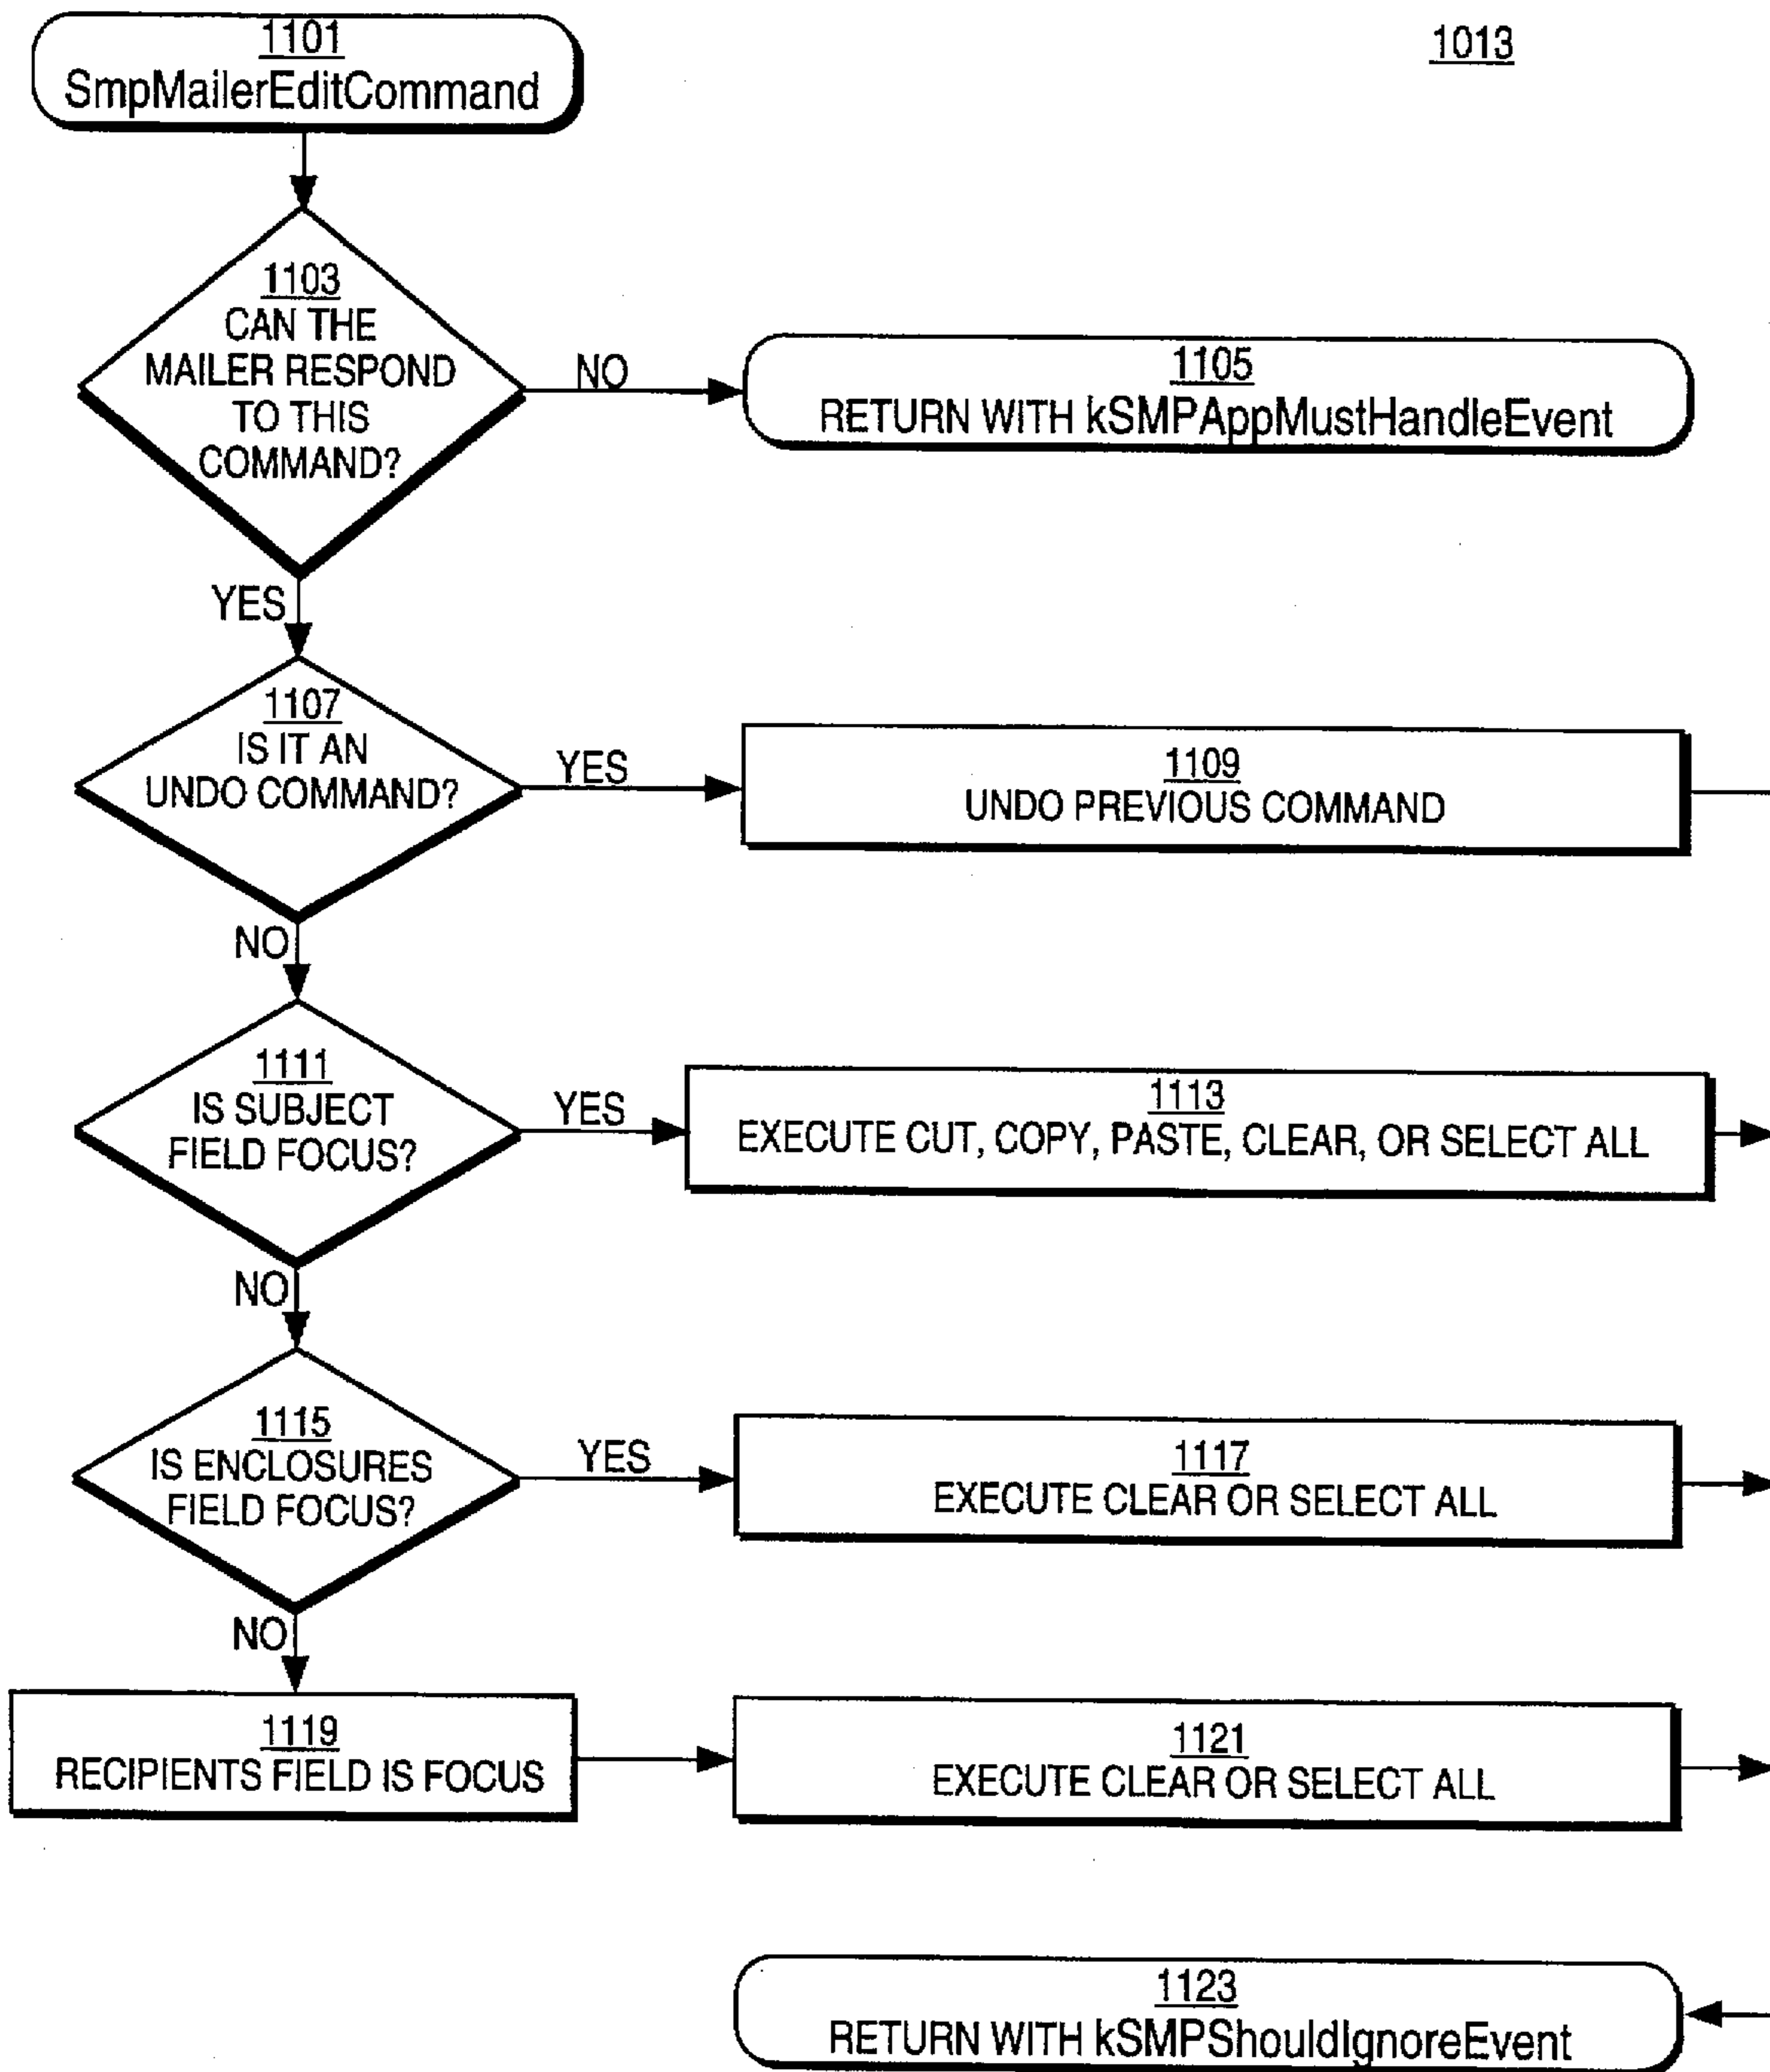 1101
SmpMailerEditCommand
1013
1103
CAN THE
MAILER RESPOND
TO THIS
COMMAND?
NO
1105
RETURN WITH kSMPAppMustHandleEvent
YES
1107
IS IT AN
UNDO COMMAND?
YES
1109
UNDO PREVIOUS COMMAND
NO
1111
IS SUBJECT
FIELD FOCUS?
YES
1113
EXECUTE CUT, COPY, PASTE, CLEAR, OR SELECT ALL
NO
1115
IS ENCLOSURES
FIELD FOCUS?
YES
1117
EXECUTE CLEAR OR SELECT ALL
NO
1119
RECIPIENTS FIELD IS FOCUS
1121
EXECUTE CLEAR OR SELECT ALL
1123
RETURN WITH kSMPShouldIgnoreEvent